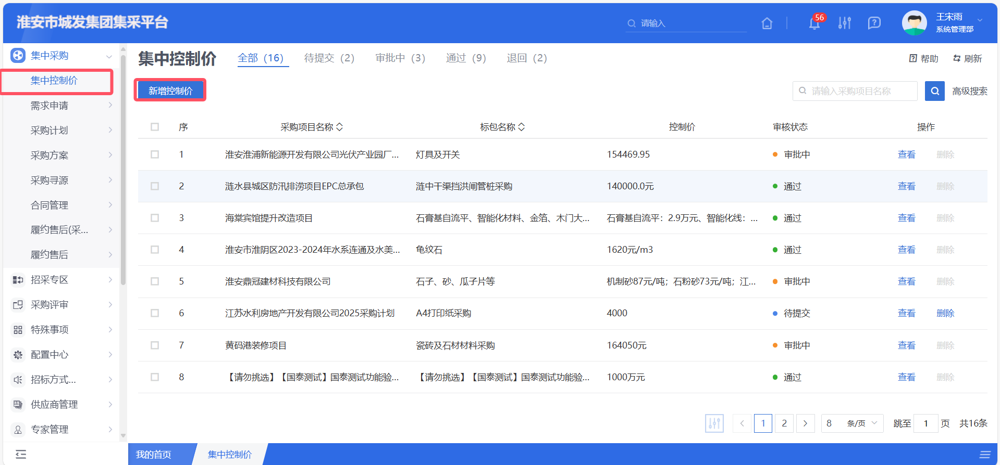 淮安市城发集团集采平台
请输入
56
王宋雨
系统管理部
集中采购
集中控制价
需求申请
采购计划
采购方案
采购寻源
合同管理
履约售后(采...
履约售后
招采专区
采购评审
特殊事项
配置中心
招标方式...
供应商管理
专家管理
集中控制价 全部（16） 待提交（2） 审批中（3） 通过（9） 退回（2）
帮助 刷新
新增控制价
请输入采购项目名称 高级搜索
序 采购项目名称 标包名称 控制价 审核状态 操作
1 淮安淮浦新能源开发有限公司光伏产业园厂... 灯具及开关 154469.95 审批中 查看 删除
2 涟水县城区防汛排涝项目EPC总承包 涟中干渠挡洪闸管桩采购 140000.0元 通过 查看 删除
3 海棠宾馆提升改造项目 石膏基自流平、智能化材料、金箔、木门大... 石膏基自流平：2.9万元、智能化线：... 通过 查看 删除
4 淮安市淮阴区2023-2024年水系连通及水美... 龟纹石 1620元/m3 通过 查看 删除
5 淮安鼎冠建材科技有限公司 石子、砂、瓜子片等 机制砂87元/吨；石粉砂73元/吨；江... 审批中 查看 删除
6 江苏水利房地产开发有限公司2025采购计划 A4打印纸采购 4000 待提交 查看 删除
7 黄码港装修项目 瓷砖及石材材料采购 164050元 审批中 查看 删除
8 【请勿挑选】【国泰测试】国泰测试功能验... 【请勿挑选】【国泰测试】国泰测试功能验... 1000万元 通过 查看 删除
1 2 8 条/页 跳至 1 页 共16条
我的首页 集中控制价